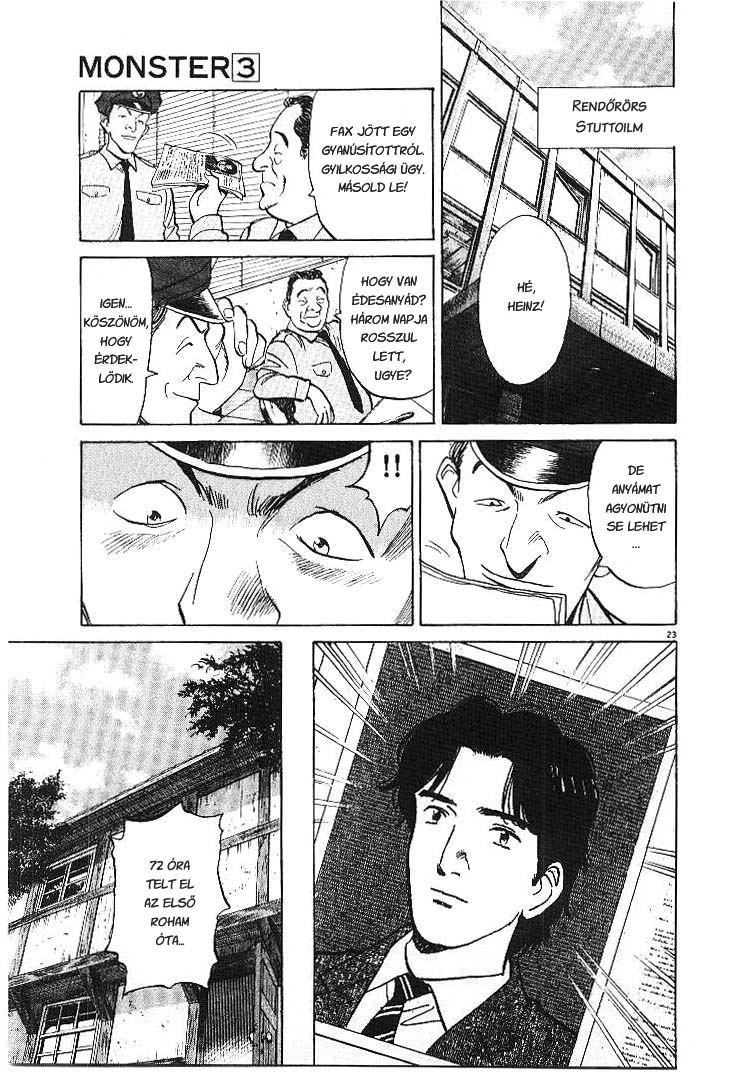 MONSTER 3
RENDŐRÖRS
STUTTOILM
HÉ,
HEINZ!
FAX JÖTT EGY
GYANÚSÍTOTTRÓL.
GYILKOSSÁGI ÜGY.
MÁSOLD LE!
HOGY VAN
ÉDESANYÁD?
HÁROM NAPJA
ROSSZUL
LETT,
UGYE?
IGEN...
KÖSZÖNÖM,
HOGY
ÉRDEK-
LŐDIK.
DE
ANYÁMAT
AGYONÜTNI
SE LEHET
...
!!
23
72 ÓRA
TELT EL
AZ ELSŐ
ROHAM
ÓTA...